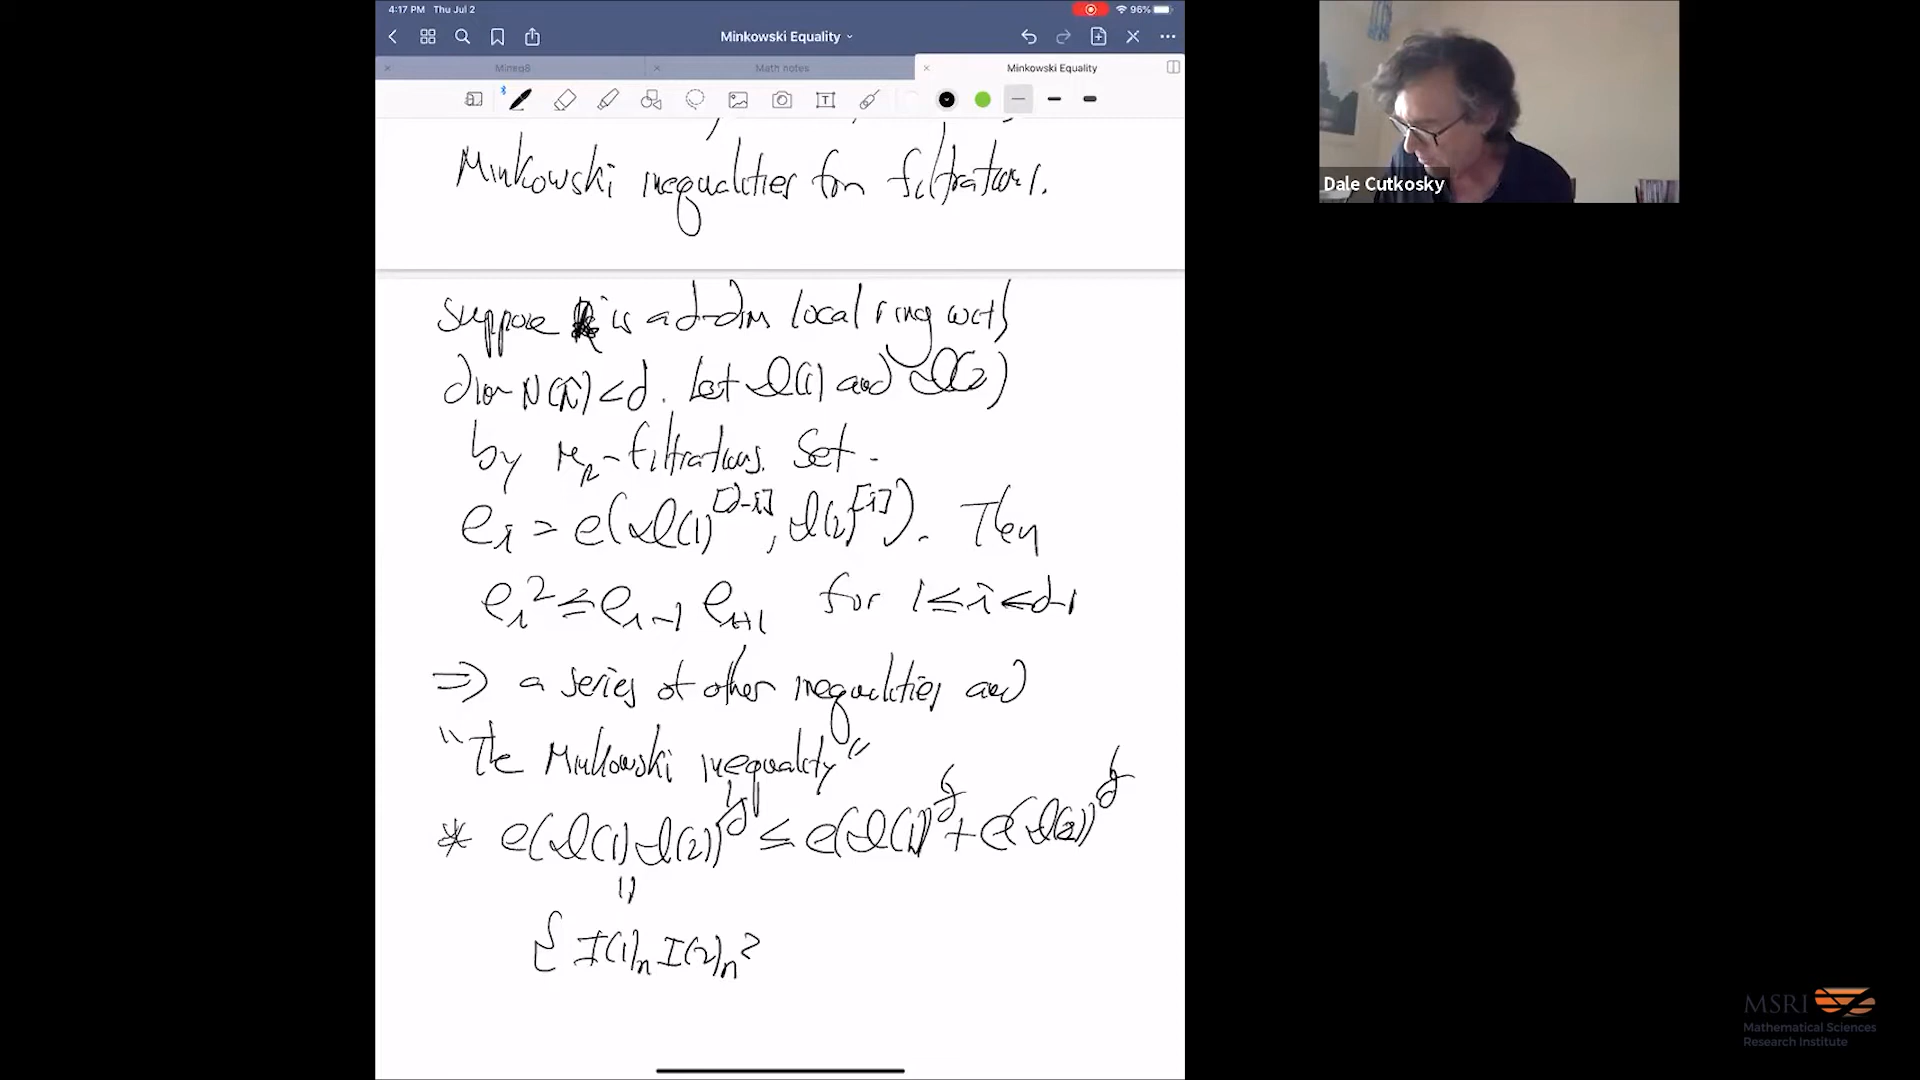 4:17 PM Thu Jul 2
96%
Minkowski Equality
Mineq8
Math notes
Minkowski Equality
Minkowski inequalities for filtrations.
Suppose R is a d-dim local ring with
dim N(R̂) < d. Let I(1) and I(2)
by m_R-filtrations. Set
e_i = e(I(1)^[d-i], I(2)^[i]). Then
e_i^2 ≤ e_{i-1} e_{i+1} for 1 ≤ i ≤ d-1
⇒ a series of other inequalities and
"The Minkowski inequality"
* e(I(1)I(2))^{1/d} ≤ e(I(1))^{1/d} + e(I(2))^{1/d}
{I(1)_n I(2)_n}
Dale Cutkosky
MSRI
Mathematical Sciences
Research Institute